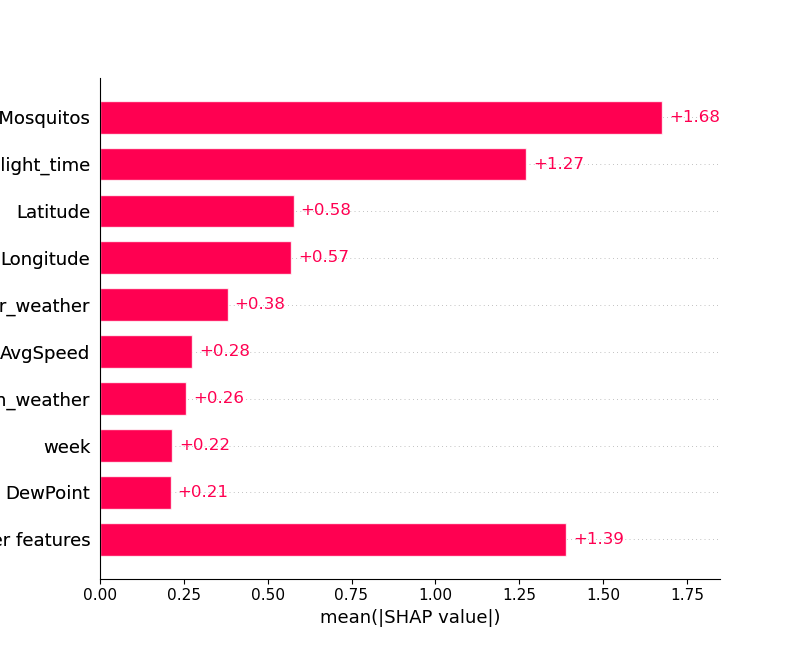 Mosquitos +1.68
light_time +1.27
Latitude +0.58
Longitude +0.57
r_weather +0.38
AvgSpeed +0.28
_weather +0.26
week +0.22
DewPoint +0.21
er features +1.39
0.00 0.25 0.50 0.75 1.00 1.25 1.50 1.75
mean(|SHAP value|)